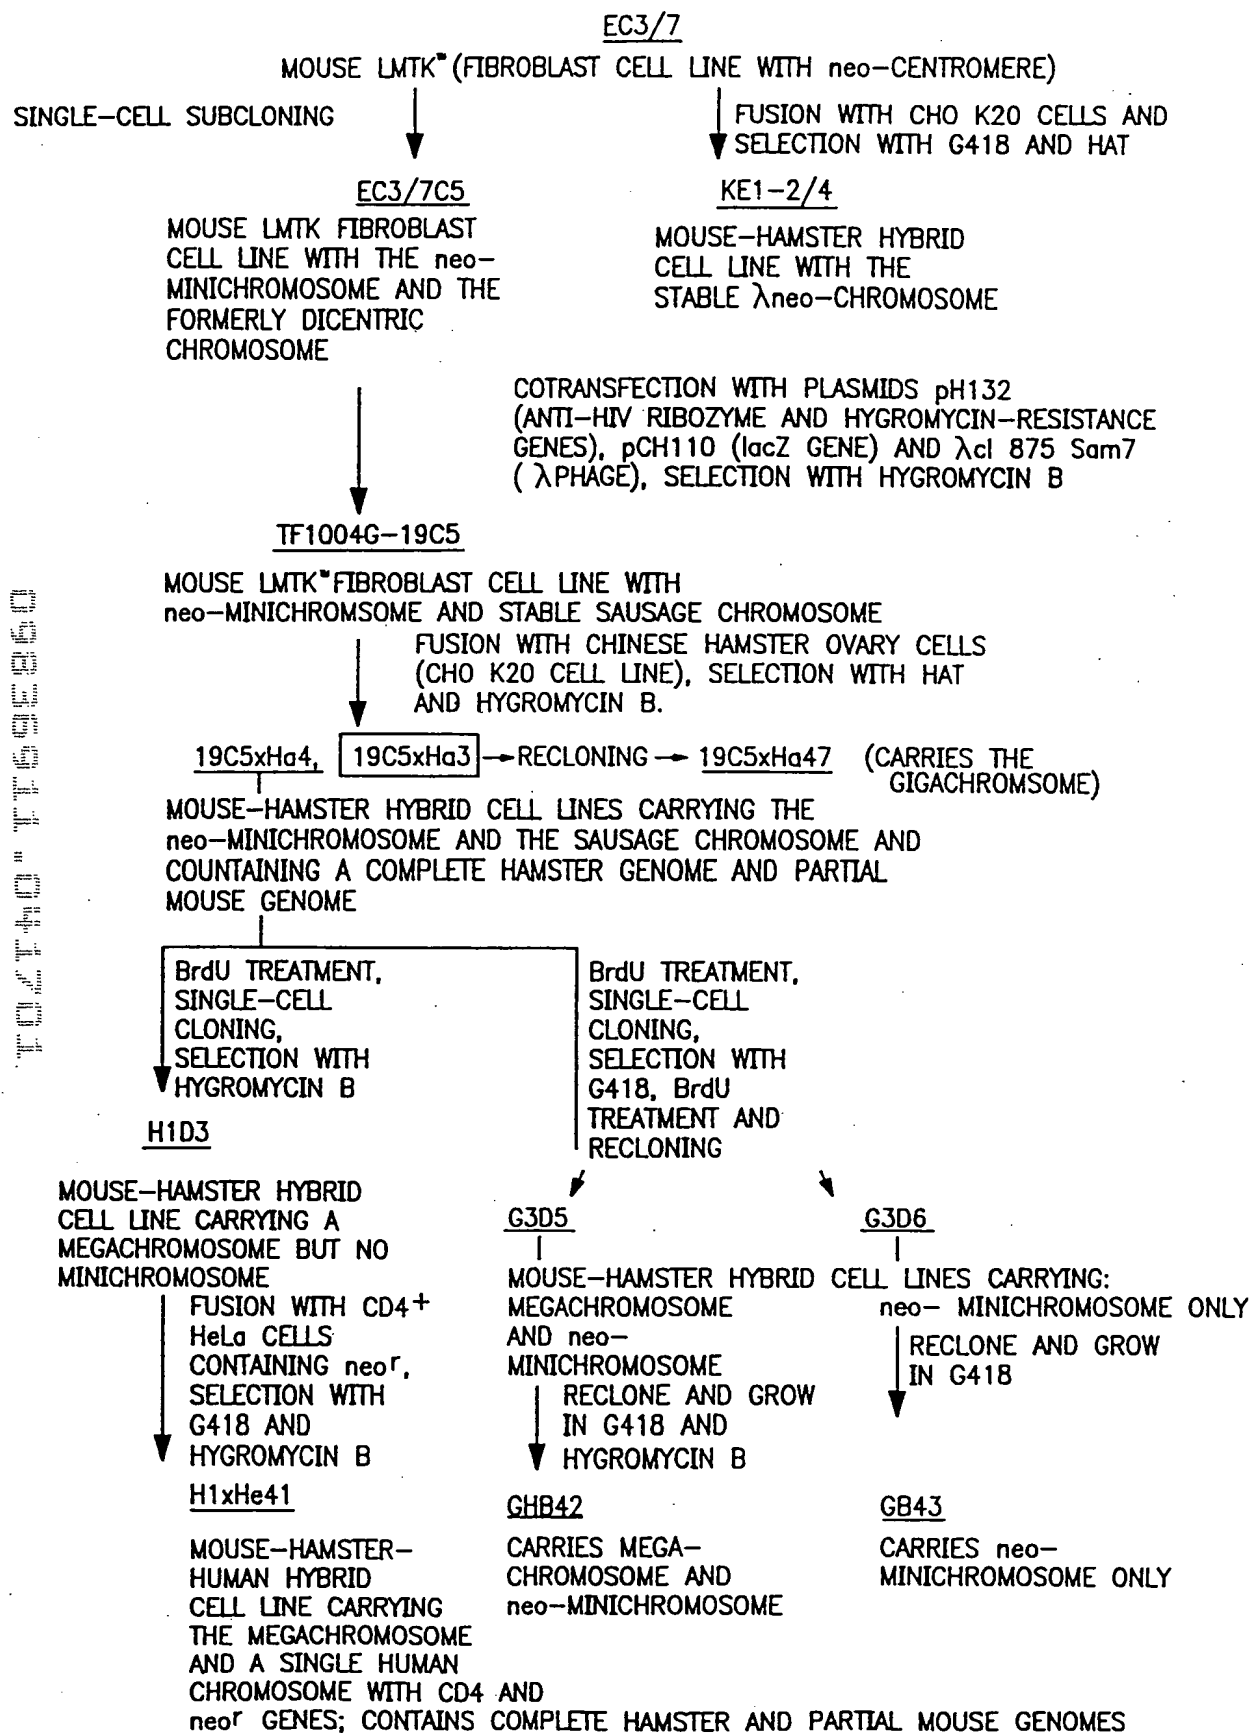 EC3/7
MOUSE LMTK⁻ (FIBROBLAST CELL LINE WITH neo-CENTROMERE)
SINGLE-CELL SUBCLONING
FUSION WITH CHO K20 CELLS AND
SELECTION WITH G418 AND HAT
EC3/7C5
MOUSE LMTK FIBROBLAST
CELL LINE WITH THE neo-
MINICHROMOSOME AND THE
FORMERLY DICENTRIC
CHROMOSOME
KE1-2/4
MOUSE-HAMSTER HYBRID
CELL LINE WITH THE
STABLE λneo-CHROMOSOME
COTRANSFECTION WITH PLASMIDS pH132
(ANTI-HIV RIBOZYME AND HYGROMYCIN-RESISTANCE
GENES), pCH110 (lacZ GENE) AND λcl 875 Sam7
( λPHAGE), SELECTION WITH HYGROMYCIN B
TF1004G-19C5
MOUSE LMTK⁻ FIBROBLAST CELL LINE WITH
neo-MINICHROMSOME AND STABLE SAUSAGE CHROMOSOME
FUSION WITH CHINESE HAMSTER OVARY CELLS
(CHO K20 CELL LINE), SELECTION WITH HAT
AND HYGROMYCIN B.
19C5xHa4, 19C5xHa3 → RECLONING → 19C5xHa47 (CARRIES THE
GIGACHROMSOME)
MOUSE-HAMSTER HYBRID CELL LINES CARRYING THE
neo-MINICHROMOSOME AND THE SAUSAGE CHROMOSOME AND
COUNTAINING A COMPLETE HAMSTER GENOME AND PARTIAL
MOUSE GENOME
BrdU TREATMENT,
SINGLE-CELL
CLONING,
SELECTION WITH
HYGROMYCIN B
BrdU TREATMENT,
SINGLE-CELL
CLONING,
SELECTION WITH
G418, BrdU
TREATMENT AND
RECLONING
H1D3
MOUSE-HAMSTER HYBRID
CELL LINE CARRYING A
MEGACHROMOSOME BUT NO
MINICHROMOSOME
G3D5
G3D6
MOUSE-HAMSTER HYBRID CELL LINES CARRYING:
MEGACHROMOSOME
AND neo-
MINICHROMOSOME
neo- MINICHROMOSOME ONLY
FUSION WITH CD4+
HeLa CELLS
CONTAINING neoʳ,
SELECTION WITH
G418 AND
HYGROMYCIN B
RECLONE AND GROW
IN G418 AND
HYGROMYCIN B
RECLONE AND GROW
IN G418
H1xHe41
MOUSE-HAMSTER-
HUMAN HYBRID
CELL LINE CARRYING
THE MEGACHROMOSOME
AND A SINGLE HUMAN
CHROMOSOME WITH CD4 AND
neoʳ GENES; CONTAINS COMPLETE HAMSTER AND PARTIAL MOUSE GENOMES
GHB42
CARRIES MEGA-
CHROMOSOME AND
neo-MINICHROMOSOME
GB43
CARRIES neo-
MINICHROMOSOME ONLY
09836911.041701